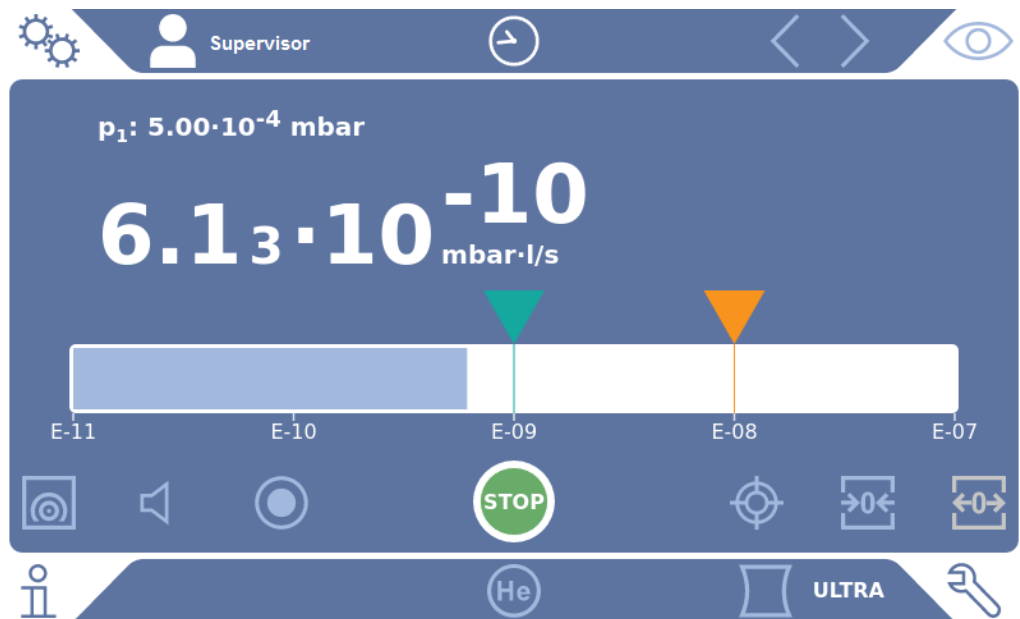 Supervisor
p₁: 5.00·10⁻⁴ mbar
6.13·10⁻¹⁰ mbar·l/s
E-11 E-10 E-09 E-08 E-07
STOP →0← ←0→
He ULTRA